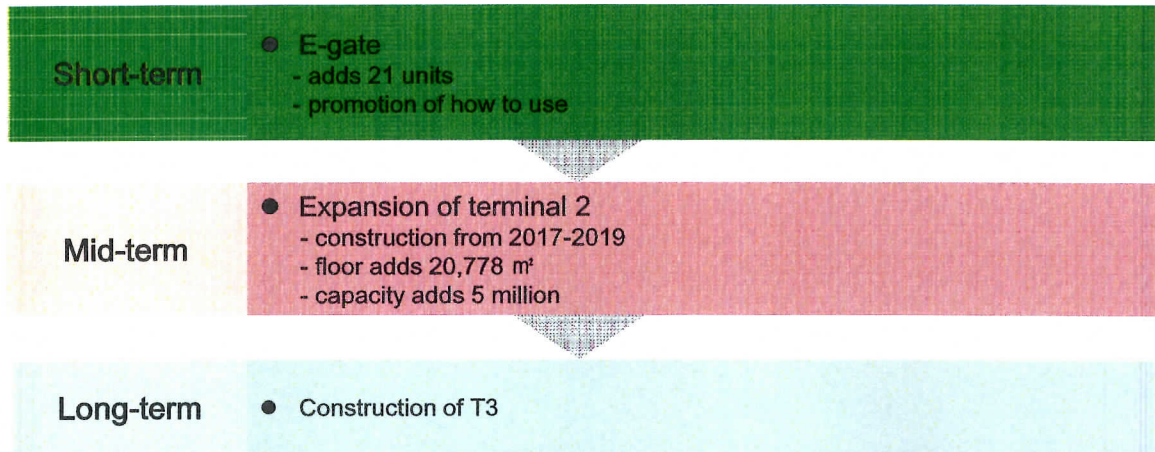 Short-term
● E-gate
- adds 21 units
- promotion of how to use
Mid-term
● Expansion of terminal 2
- construction from 2017-2019
- floor adds 20,778 ㎡
- capacity adds 5 million
Long-term
● Construction of T3